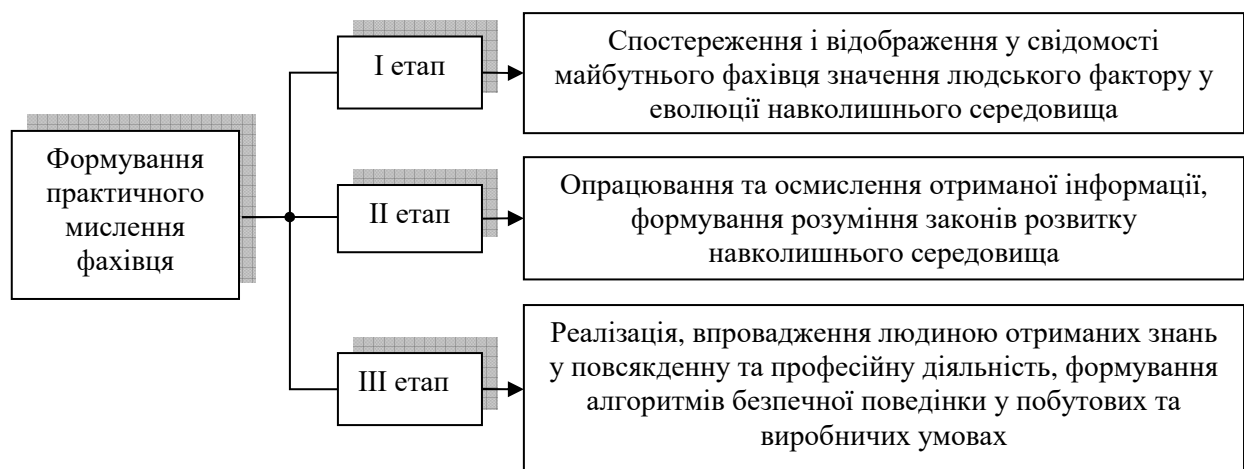 Формування
практичного
мислення
фахівця
І етап
Спостереження і відображення у свідомості
майбутнього фахівця значення людського фактору у
еволюції навколишнього середовища
ІІ етап
Опрацювання та осмислення отриманої інформації,
формування розуміння законів розвитку
навколишнього середовища
ІІІ етап
Реалізація, впровадження людиною отриманих знань
у повсякденну та професійну діяльність, формування
алгоритмів безпечної поведінки у побутових та
виробничих умовах